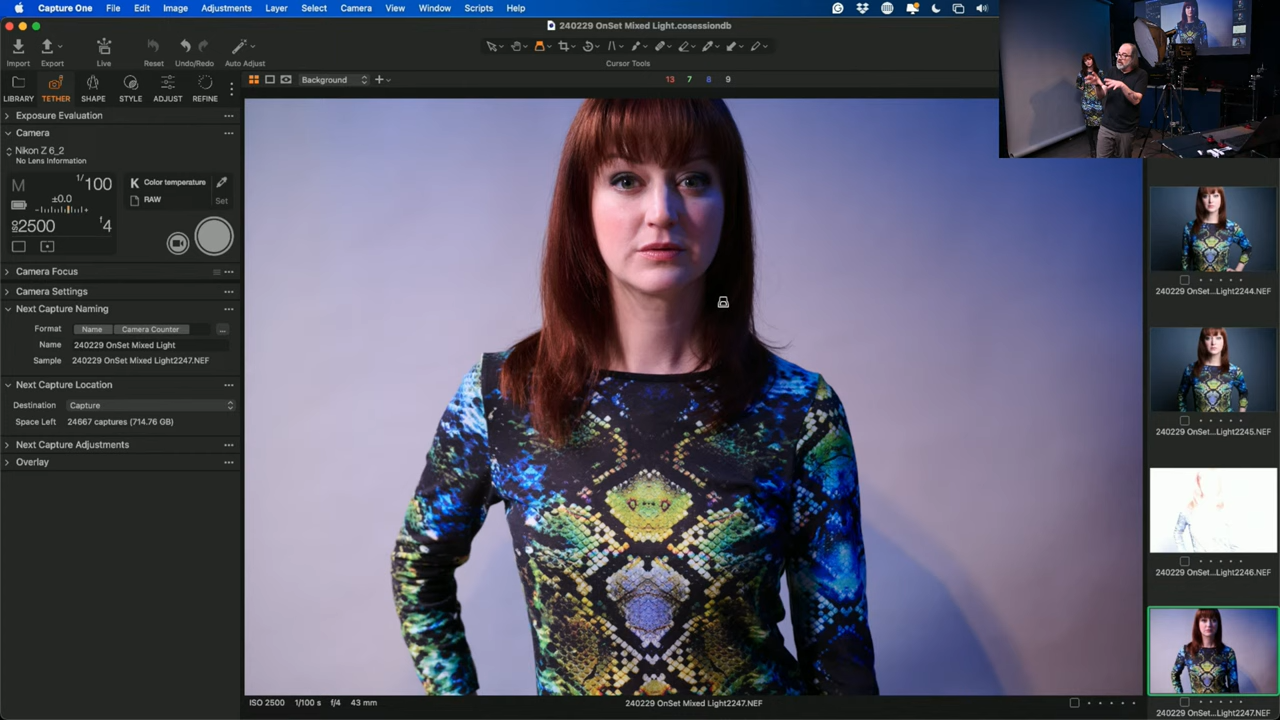 Capture One File Edit Image Adjustments Layer Select Camera View Window Scripts Help
240229 OnSet Mixed Light.cosessiondb
Import Export Live Reset Undo/Redo Auto Adjust Cursor Tools
LIBRARY TETHER SHAPE STYLE ADJUST REFINE
Background
13 7 8 9
Exposure Evaluation
Camera
Nikon Z 6_2
No Lens Information
M 1/100
±0.0
ISO 2500 f4
K Color temperature
RAW
Set
Camera Focus
Camera Settings
Next Capture Naming
Format Name Camera Counter ...
Name 240229 OnSet Mixed Light
Sample 240229 OnSet Mixed Light2247.NEF
Next Capture Location
Destination Capture
Space Left 24667 captures (714.76 GB)
Next Capture Adjustments
Overlay
240229 OnSet...Light2244.NEF
240229 OnSet...Light2245.NEF
240229 OnSet...Light2246.NEF
240229 OnSet...Light2247.NEF
ISO 2500 1/100 s f/4 43 mm
240229 OnSet Mixed Light2247.NEF